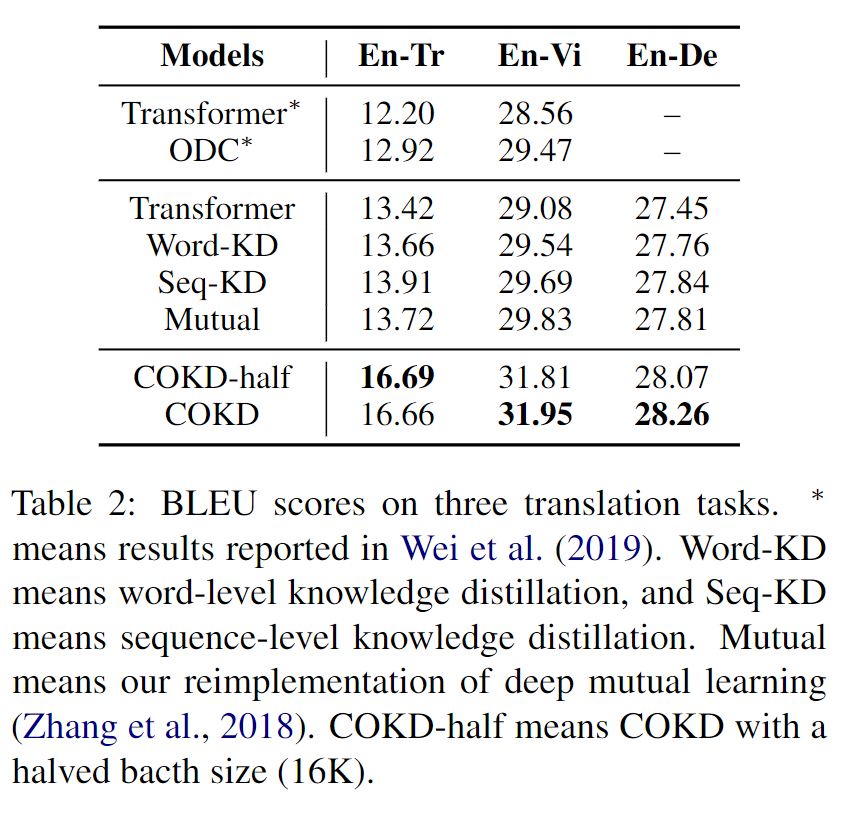 Models En-Tr En-Vi En-De
Transformer* 12.20 28.56 –
ODC* 12.92 29.47 –
Transformer 13.42 29.08 27.45
Word-KD 13.66 29.54 27.76
Seq-KD 13.91 29.69 27.84
Mutual 13.72 29.83 27.81
COKD-half 16.69 31.81 28.07
COKD 16.66 31.95 28.26
Table 2: BLEU scores on three translation tasks. *
means results reported in Wei et al. (2019). Word-KD
means word-level knowledge distillation, and Seq-KD
means sequence-level knowledge distillation. Mutual
means our reimplementation of deep mutual learning
(Zhang et al., 2018). COKD-half means COKD with a
halved bacth size (16K).